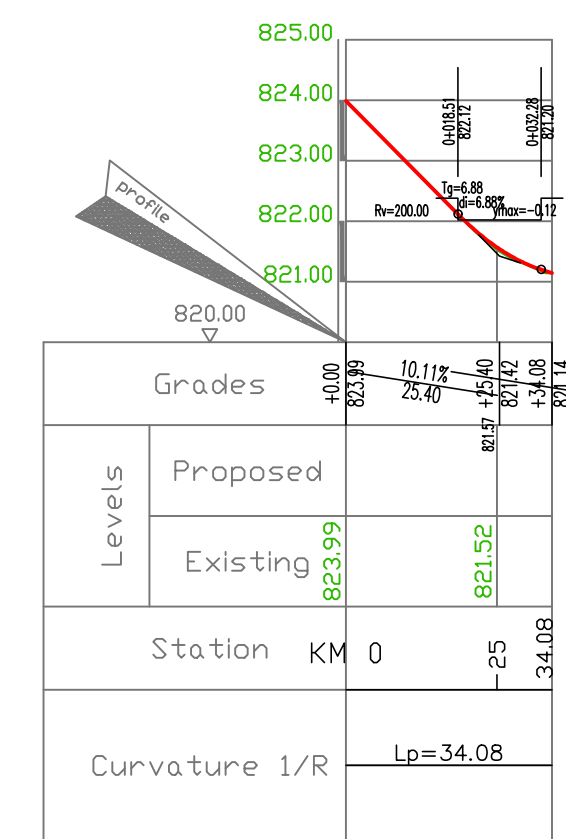 825.00
824.00
823.00
822.00
821.00
0+018.51
822.12
0+032.28
821.20
Tg=6.88
di=6.88%
Rv=200.00
ymax=-0.12
profile
820.00
Grades
+0.00
823.99
10.11%
25.40
+25.40
821.42
821.57
+34.08
821.14
Levels
Proposed
Existing
823.99
821.52
Station
KM 0
25
34.08
Curvature 1/R
Lp=34.08